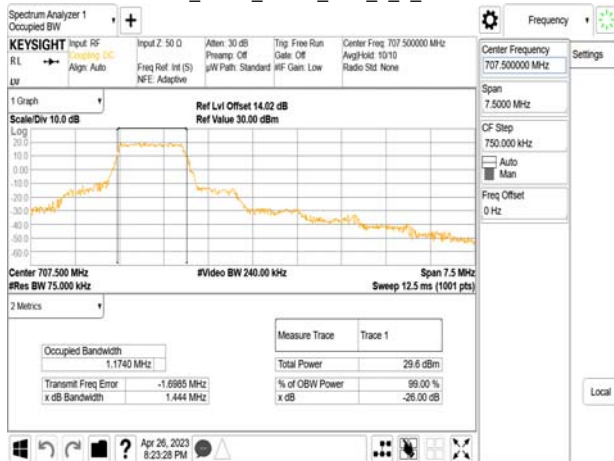 Spectrum Analyzer 1
Occupied BW
+
Frequency
KEYSIGHT
Input: RF
Coupling: DC
Align: Auto
RL
LVI
Input Z: 50 Ω
Freq Ref: Int (S)
NFE: Adaptive
Atten: 30 dB
Preamp: Off
µW Path: Standard
Trig: Free Run
Gate: Off
#IF Gain: Low
Center Freq: 707.500000 MHz
Avg|Hold: 10/10
Radio Std: None
Center Frequency
707.500000 MHz
Settings
Span
7.5000 MHz
CF Step
750.000 kHz
Auto
Man
Freq Offset
0 Hz
Local
1 Graph
Scale/Div 10.0 dB
Ref Lvl Offset 14.02 dB
Ref Value 30.00 dBm
Log
20.0
10.0
0.00
-10.0
-20.0
-30.0
-40.0
-50.0
-60.0
Center 707.500 MHz
#Res BW 75.000 kHz
#Video BW 240.00 kHz
Span 7.5 MHz
Sweep 12.5 ms (1001 pts)
2 Metrics
Occupied Bandwidth
1.1740 MHz
Transmit Freq Error -1.6985 MHz
x dB Bandwidth 1.444 MHz
Measure Trace Trace 1
Total Power 29.6 dBm
% of OBW Power 99.00 %
x dB -26.00 dB
?
Apr 26, 2023
8:23:28 PM